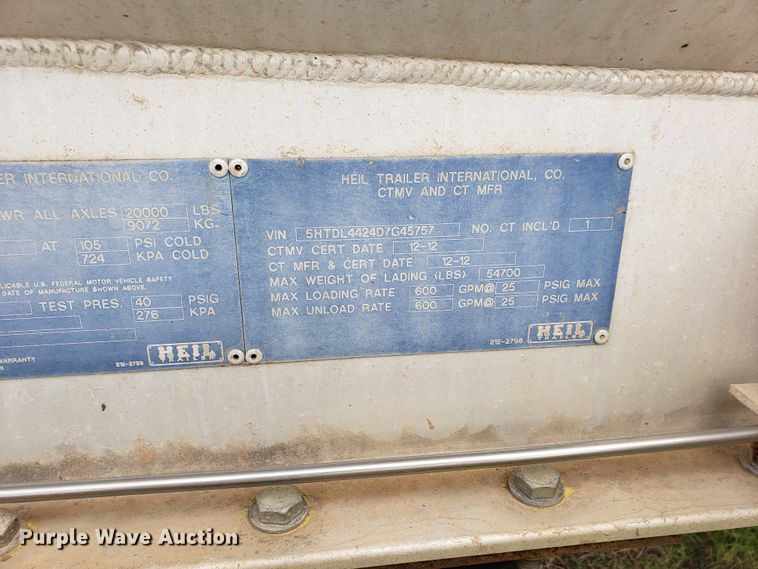 ER INTERNATIONAL, CO.
WR ALL AXLES 20000 LBS
9072 KG.
AT 105 PSI COLD
724 KPA COLD
PLICABLE U.S. FEDERAL MOTOR VEHICLE SAFETY
DATE OF MANUFACTURE SHOWN ABOVE.
TEST PRES. 40 PSIG
276 KPA
WARRANTY
212-2799 HEIL
TRAILER
HEIL TRAILER INTERNATIONAL, CO.
CTMV AND CT MFR
VIN 5HTDL4424D7G45757 NO. CT INCL'D 1
CTMV CERT DATE 12-12
CT MFR & CERT DATE 12-12
MAX WEIGHT OF LADING (LBS) 54700
MAX LOADING RATE 600 GPM@ 25 PSIG MAX
MAX UNLOAD RATE 600 GPM@ 25 PSIG MAX
212-2798 HEIL
TRAILER
Purple Wave Auction